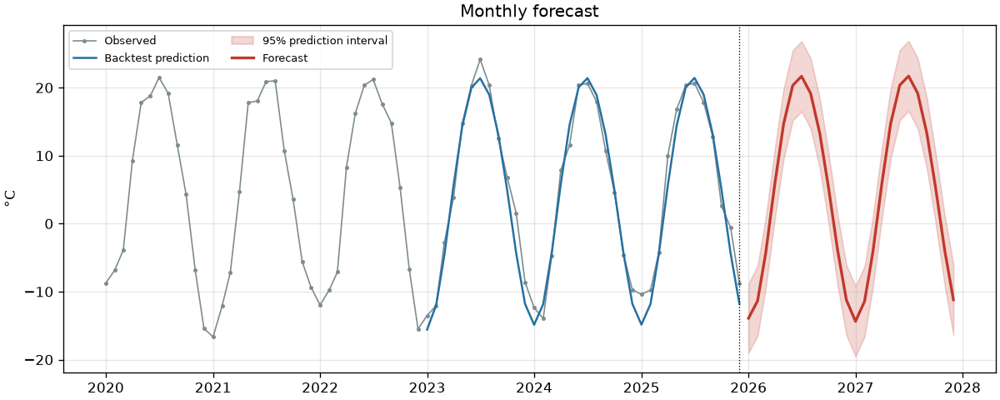 Monthly forecast
Observed
Backtest prediction
95% prediction interval
Forecast
°C
20
10
0
−10
−20
2020 2021 2022 2023 2024 2025 2026 2027 2028